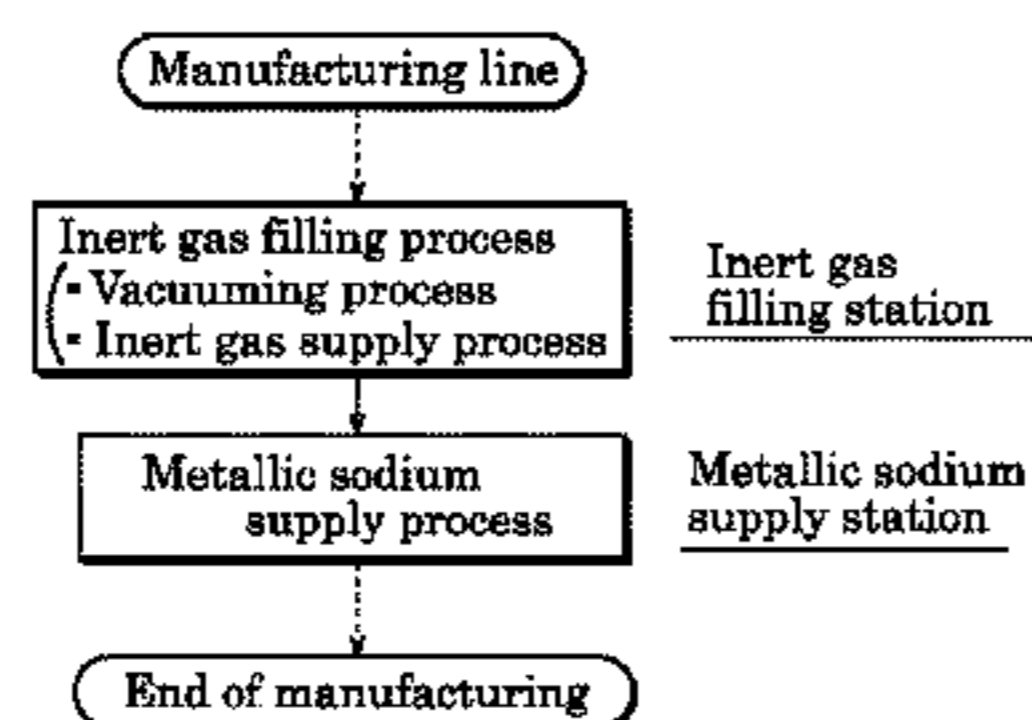 Manufacturing line
Inert gas filling process
▪ Vacuuming process
▪ Inert gas supply process
Inert gas
filling station
Metallic sodium
supply process
Metallic sodium
supply station
End of manufacturing